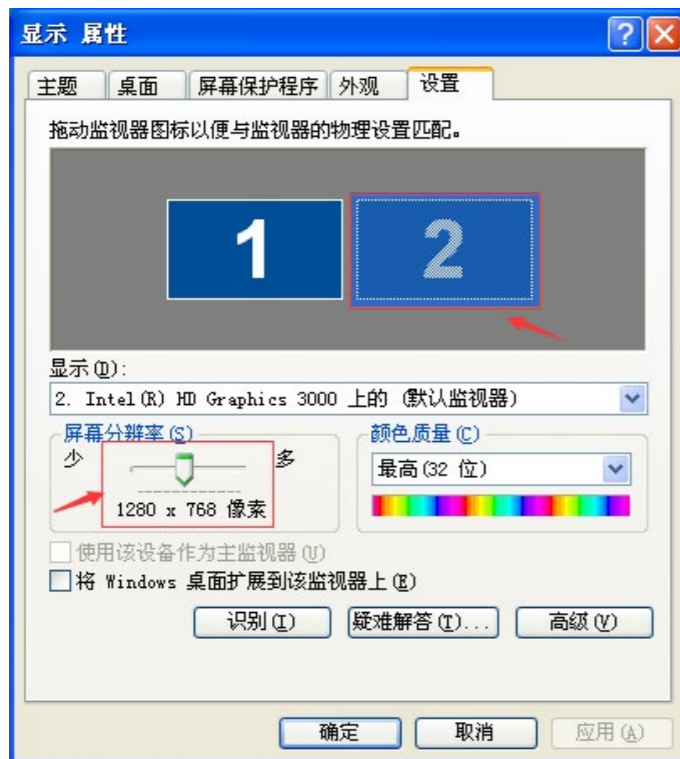 显示 属性
主题 桌面 屏幕保护程序 外观 设置
拖动监视器图标以便与监视器的物理设置匹配。
1 2
显示(D):
2. Intel(R) HD Graphics 3000 上的 (默认监视器)
屏幕分辨率(S) 颜色质量(C)
少 多 最高(32 位)
1280 x 768 像素
使用该设备作为主监视器(U)
将 Windows 桌面扩展到该监视器上(E)
识别(I) 疑难解答(T)... 高级(V)
确定 取消 应用(A)